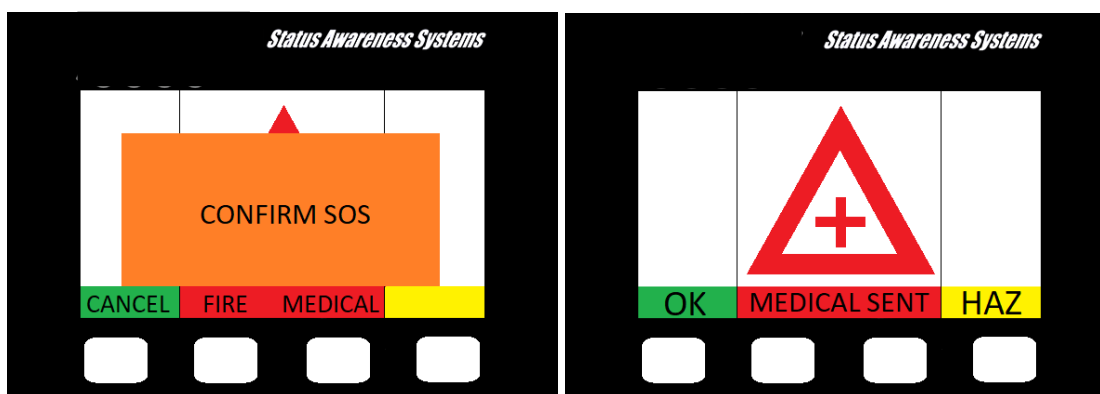 Status Awareness Systems
CONFIRM SOS
CANCEL FIRE MEDICAL
Status Awareness Systems
OK MEDICAL SENT HAZ